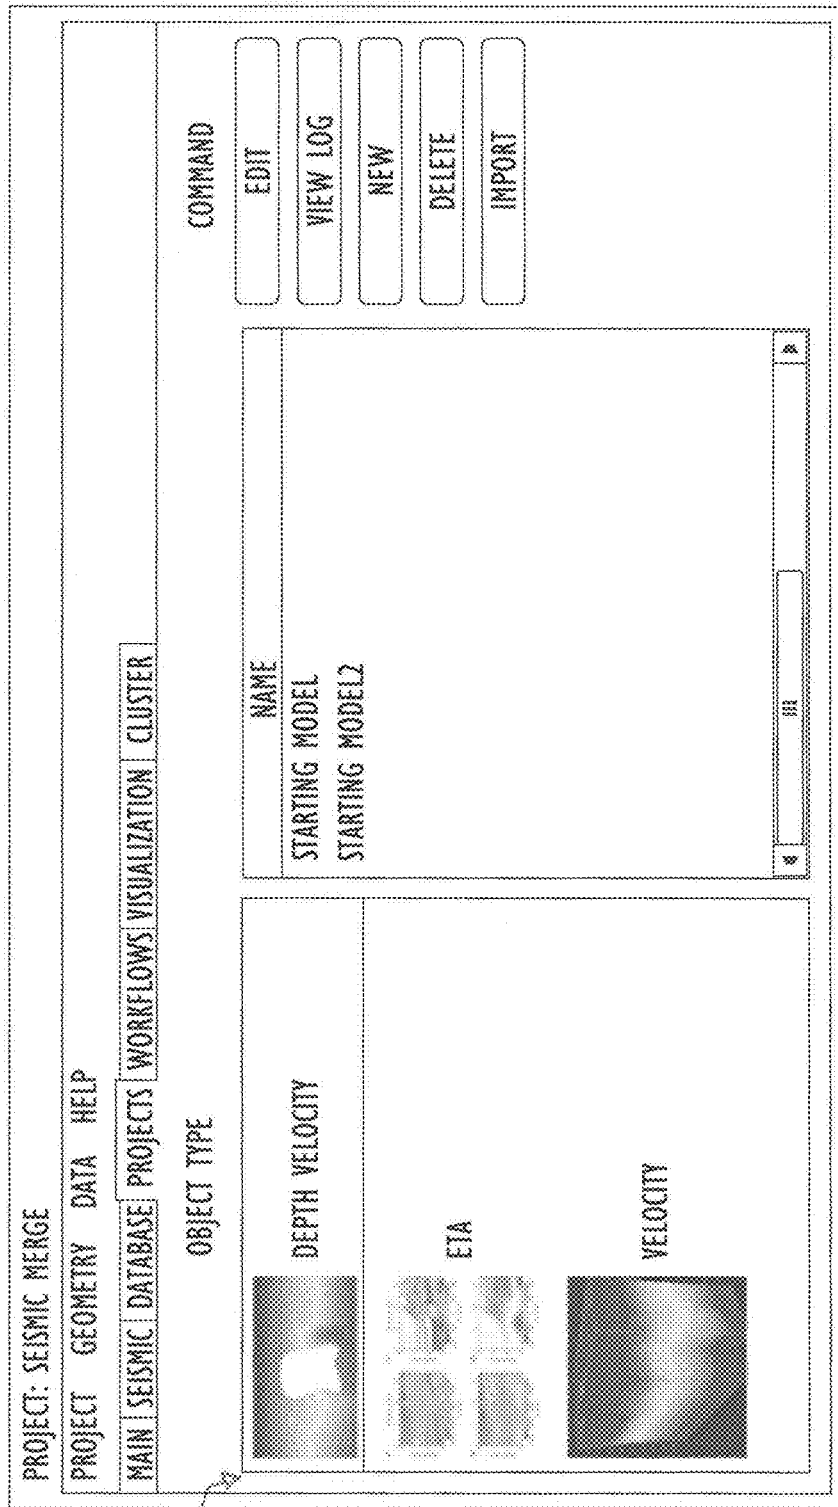 PROJECT: SEISMIC MERGE
PROJECT GEOMETRY DATA HELP
MAIN SEISMIC DATABASE PROJECTS WORKFLOWS VISUALIZATION CLUSTER
OBJECT TYPE
DEPTH VELOCITY
ETA
VELOCITY
NAME
STARTING MODEL
STARTING MODEL2
COMMAND
EDIT
VIEW LOG
NEW
DELETE
IMPORT